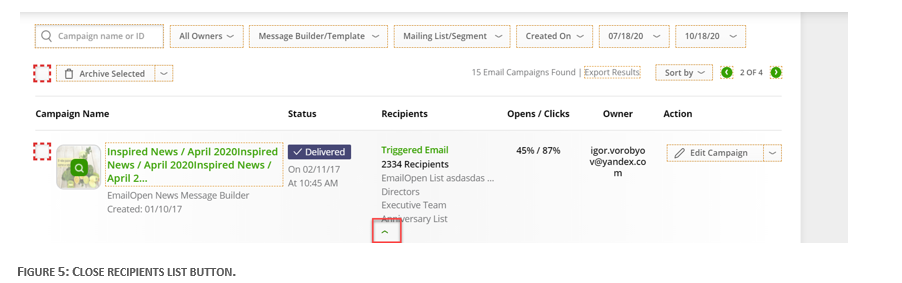 Campaign name or ID All Owners Message Builder/Template Mailing List/Segment Created On 07/18/20 10/18/20
Archive Selected 15 Email Campaigns Found | Export Results Sort by 2 OF 4
Campaign Name Status Recipients Opens / Clicks Owner Action
Inspired News / April 2020Inspired Delivered Triggered Email 45% / 87% igor.vorobyo Edit Campaign
News / April 2020Inspired News / 2334 Recipients v@yandex.co
April 2... On 02/11/17 EmailOpen List asdasdas ... m
EmailOpen News Message Builder At 10:45 AM Directors
Created: 01/10/17 Executive Team
Anniversary List
FIGURE 5: CLOSE RECIPIENTS LIST BUTTON.